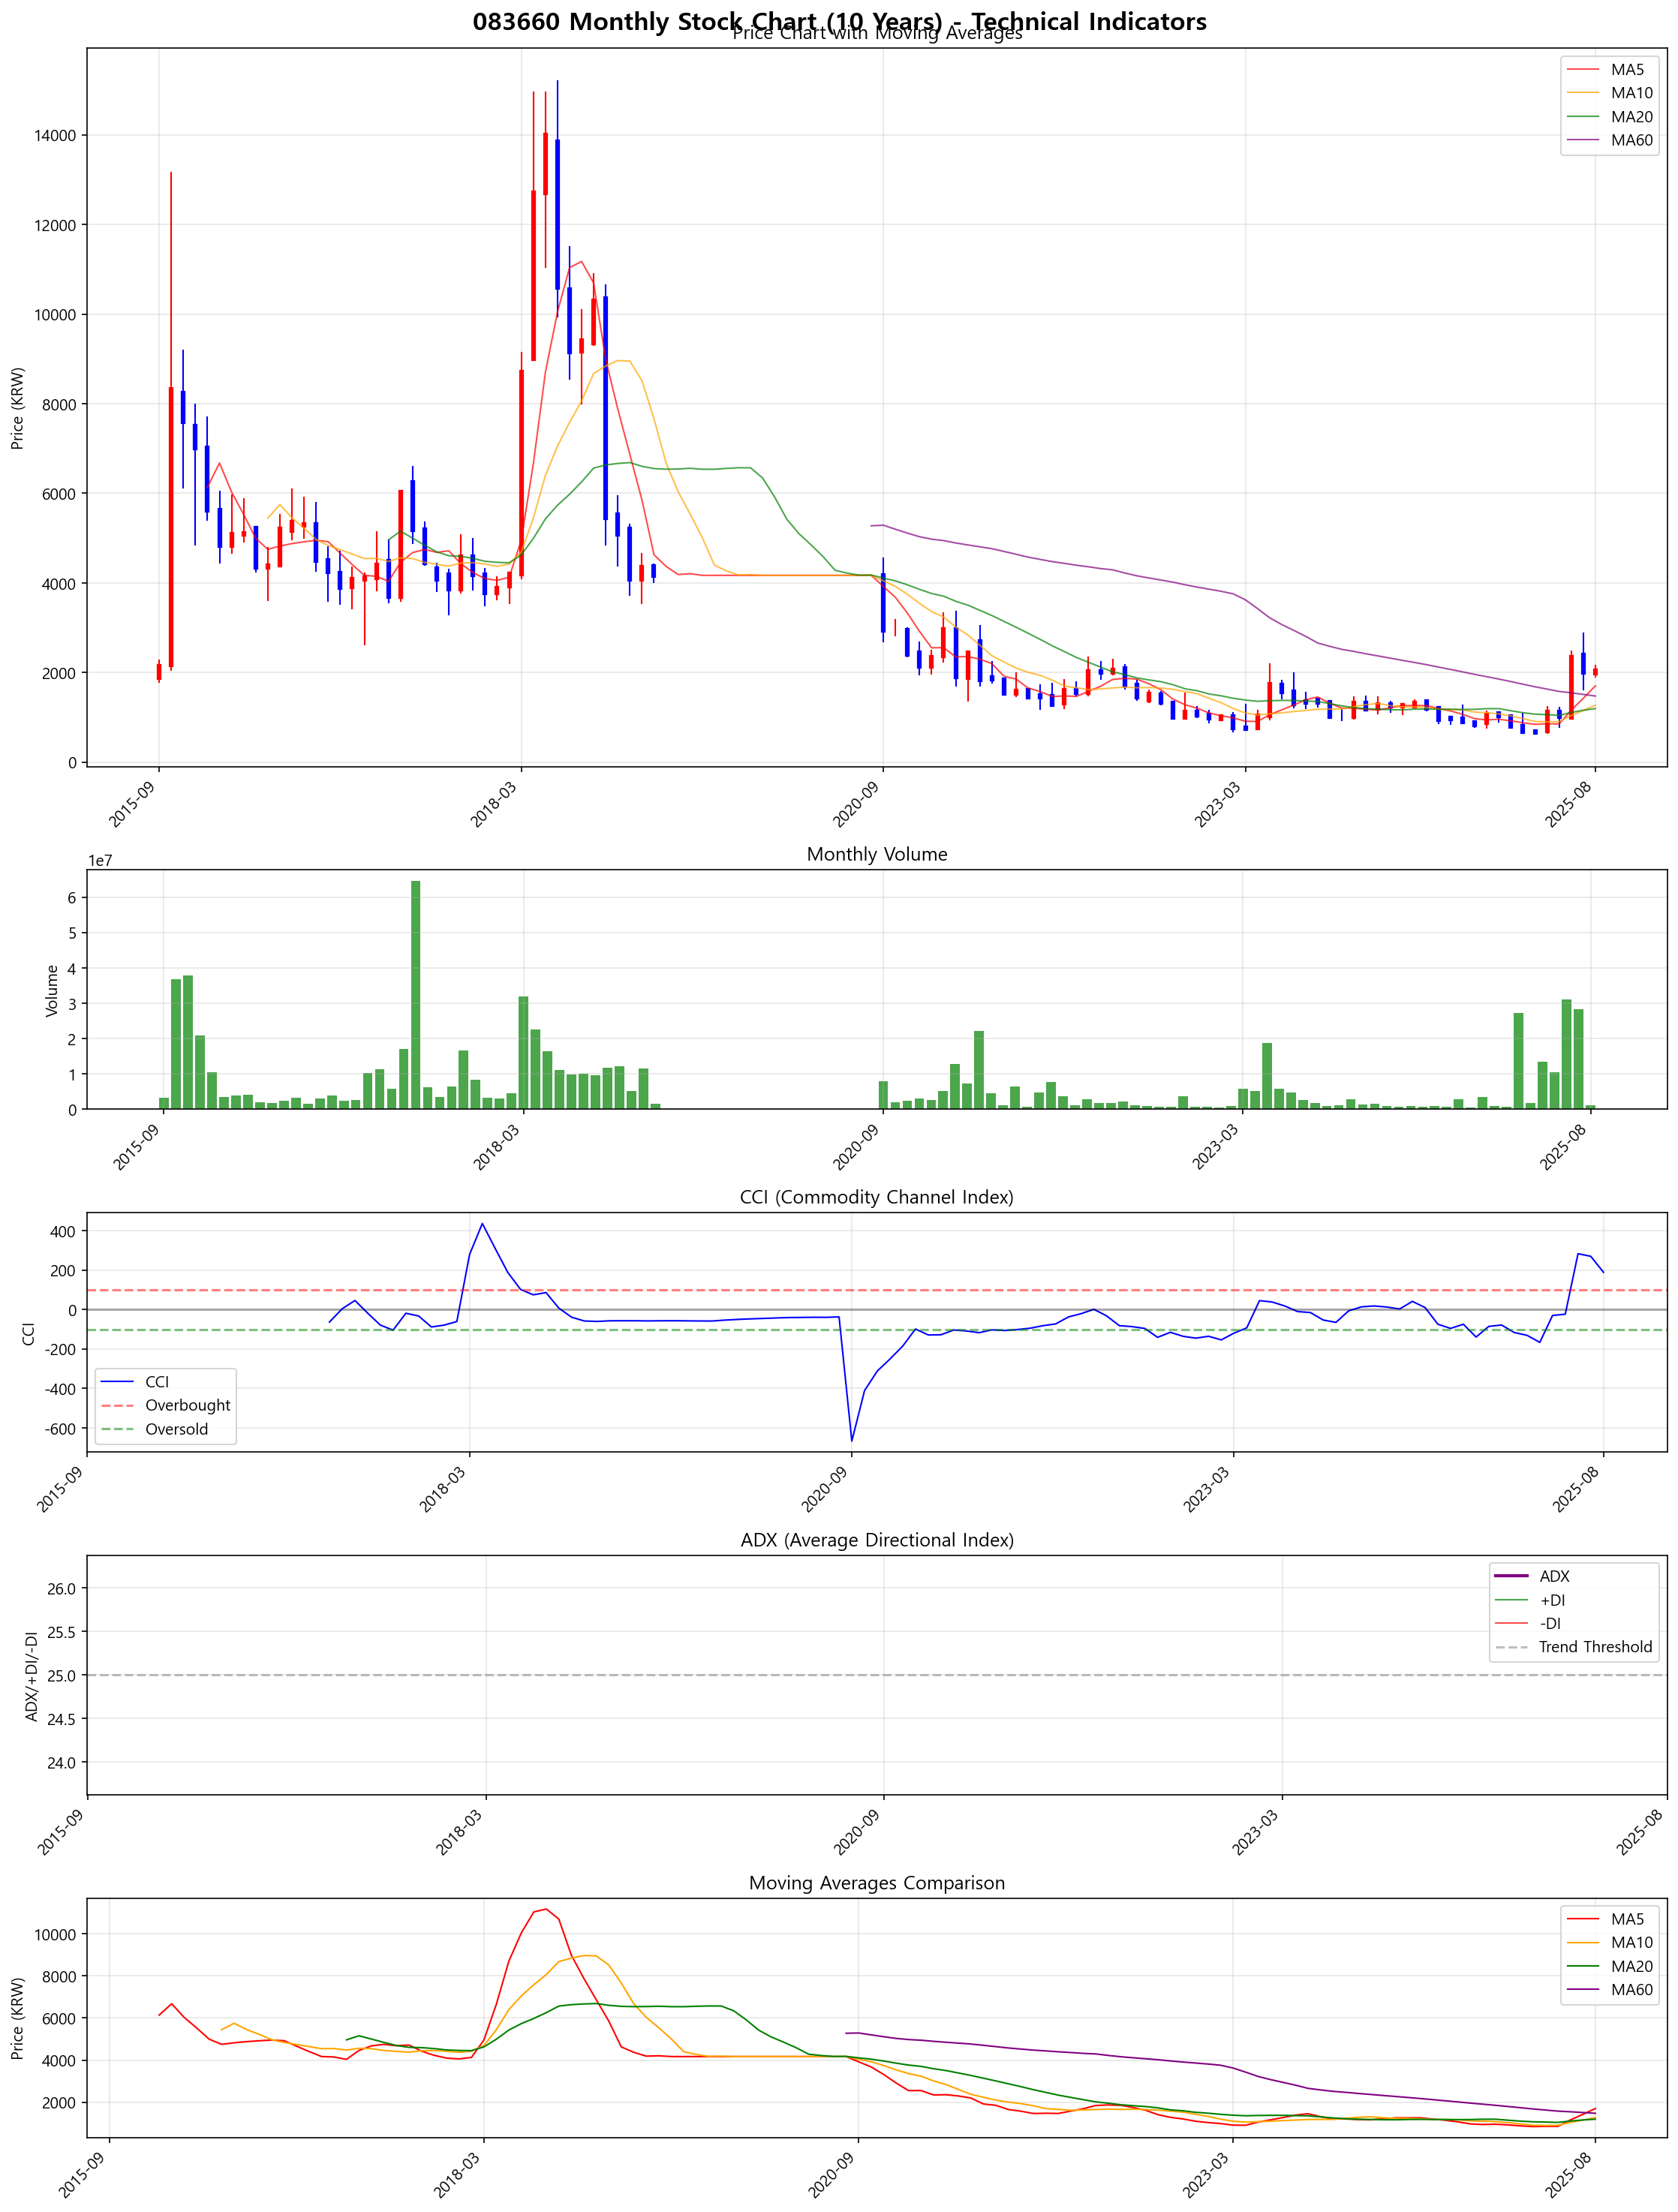 083660 Monthly Stock Chart (10 Years) - Technical Indicators
Price Chart with Moving Averages
MA5
MA10
MA20
MA60
Price (KRW)
14000
12000
10000
8000
6000
4000
2000
0
2015-09
2018-03
2020-09
2023-03
2025-08
Monthly Volume
1e7
Volume
6
5
4
3
2
1
0
2015-09
2018-03
2020-09
2023-03
2025-08
CCI (Commodity Channel Index)
CCI
400
200
0
-200
-400
-600
CCI
Overbought
Oversold
2015-09
2018-03
2020-09
2023-03
2025-08
ADX (Average Directional Index)
ADX/+DI/-DI
26.0
25.5
25.0
24.5
24.0
ADX
+DI
-DI
Trend Threshold
2015-09
2018-03
2020-09
2023-03
2025-08
Moving Averages Comparison
Price (KRW)
10000
8000
6000
4000
2000
MA5
MA10
MA20
MA60
2015-09
2018-03
2020-09
2023-03
2025-08